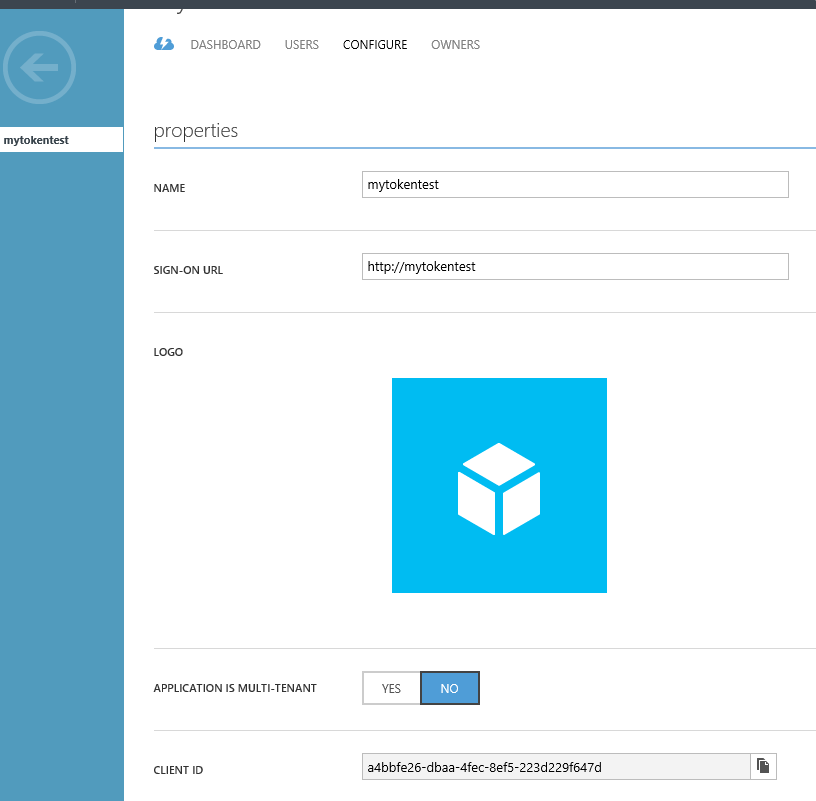 DASHBOARD USERS CONFIGURE OWNERS
mytokentest
properties
NAME mytokentest
SIGN-ON URL http://mytokentest
LOGO
APPLICATION IS MULTI-TENANT YES NO
CLIENT ID a4bbfe26-dbaa-4fec-8ef5-223d229f647d